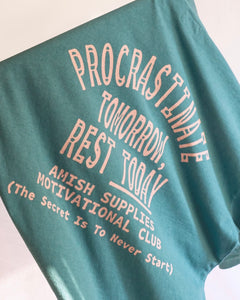 PROCRASTINATE
TOMORROW,
REST TODAY
AMISH SUPPLIES
MOTIVATIONAL CLUB
(The Secret Is To Never Start)